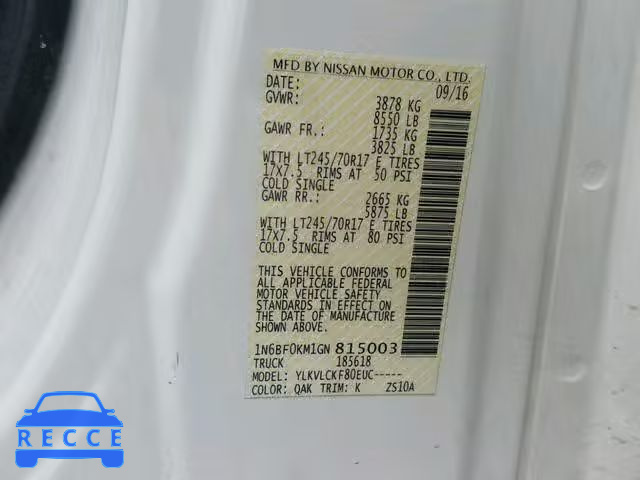 MFD BY NISSAN MOTOR CO., LTD.
DATE: 09/16
GVWR: 3878 KG
8550 LB
GAWR FR.: 1735 KG
3825 LB
WITH LT245/70R17 E TIRES
17X7.5 RIMS AT 50 PSI
COLD SINGLE
GAWR RR.: 2665 KG
5875 LB
WITH LT245/70R17 E TIRES
17X7.5 RIMS AT 80 PSI
COLD SINGLE
THIS VEHICLE CONFORMS TO
ALL APPLICABLE FEDERAL
MOTOR VEHICLE SAFETY
STANDARDS IN EFFECT ON
THE DATE OF MANUFACTURE
SHOWN ABOVE.
1N6BF0KM1GN 815003
TRUCK 185618
MODEL: YLKVLCKF80EUC-----
COLOR: QAK TRIM: K ZS10A
RECCE